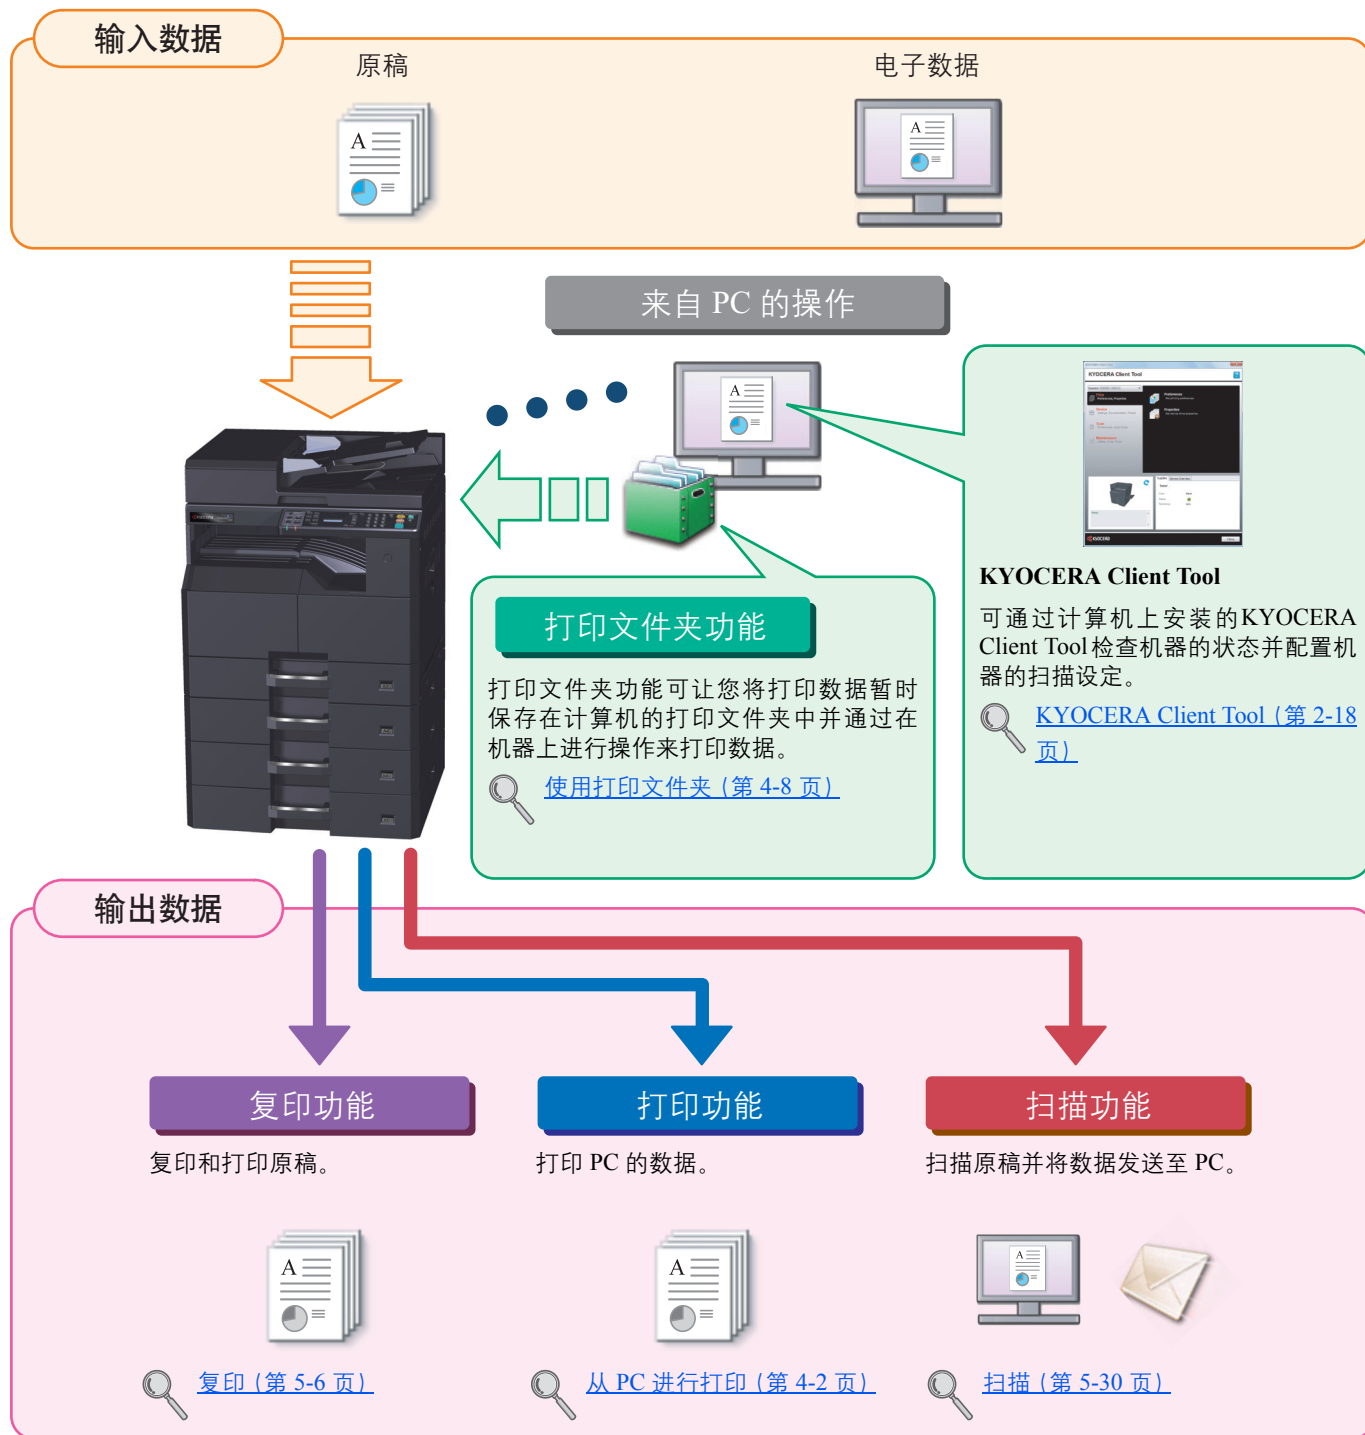 输入数据
原稿
电子数据
来自 PC 的操作
KYOCERA Client Tool
KYOCERA Client Tool
可通过计算机上安装的KYOCERA
Client Tool 检查机器的状态并配置机
器的扫描设定。
KYOCERA Client Tool (第 2-18
页)
打印文件夹功能
打印文件夹功能可让您将打印数据暂时
保存在计算机的打印文件夹中并通过在
机器上进行操作来打印数据。
使用打印文件夹 (第 4-8 页)
输出数据
复印功能
复印和打印原稿。
复印 (第 5-6 页)
打印功能
打印 PC 的数据。
从 PC 进行打印 (第 4-2 页)
扫描功能
扫描原稿并将数据发送至 PC。
扫描 (第 5-30 页)